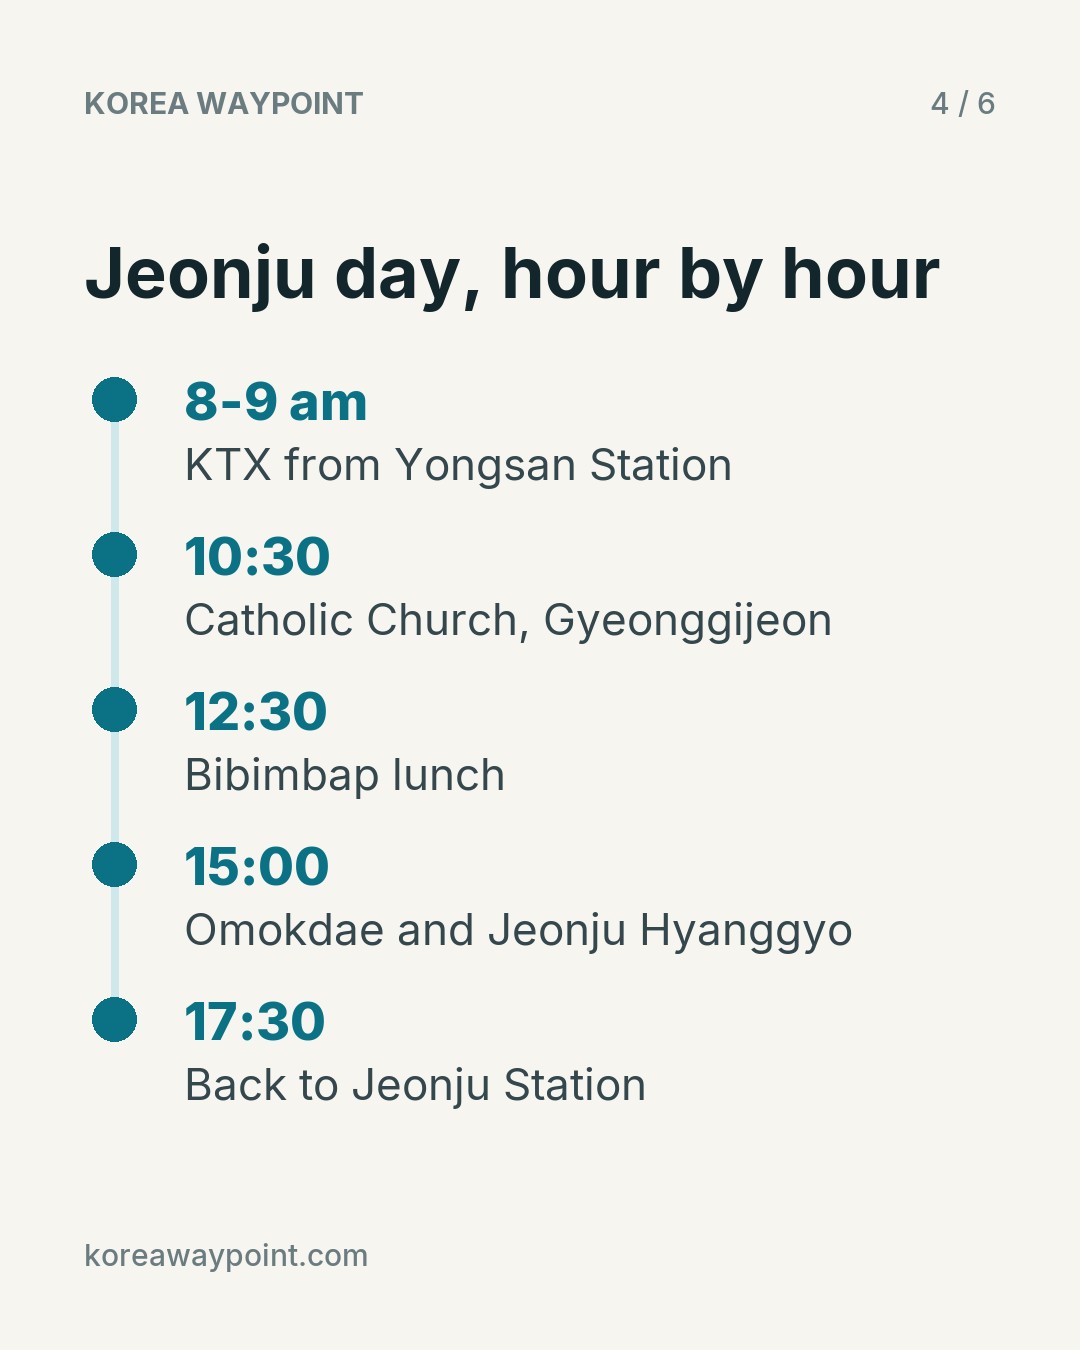 KOREA WAYPOINT
4 / 6
Jeonju day, hour by hour
8-9 am
KTX from Yongsan Station
10:30
Catholic Church, Gyeonggijeon
12:30
Bibimbap lunch
15:00
Omokdae and Jeonju Hyanggyo
17:30
Back to Jeonju Station
koreawaypoint.com